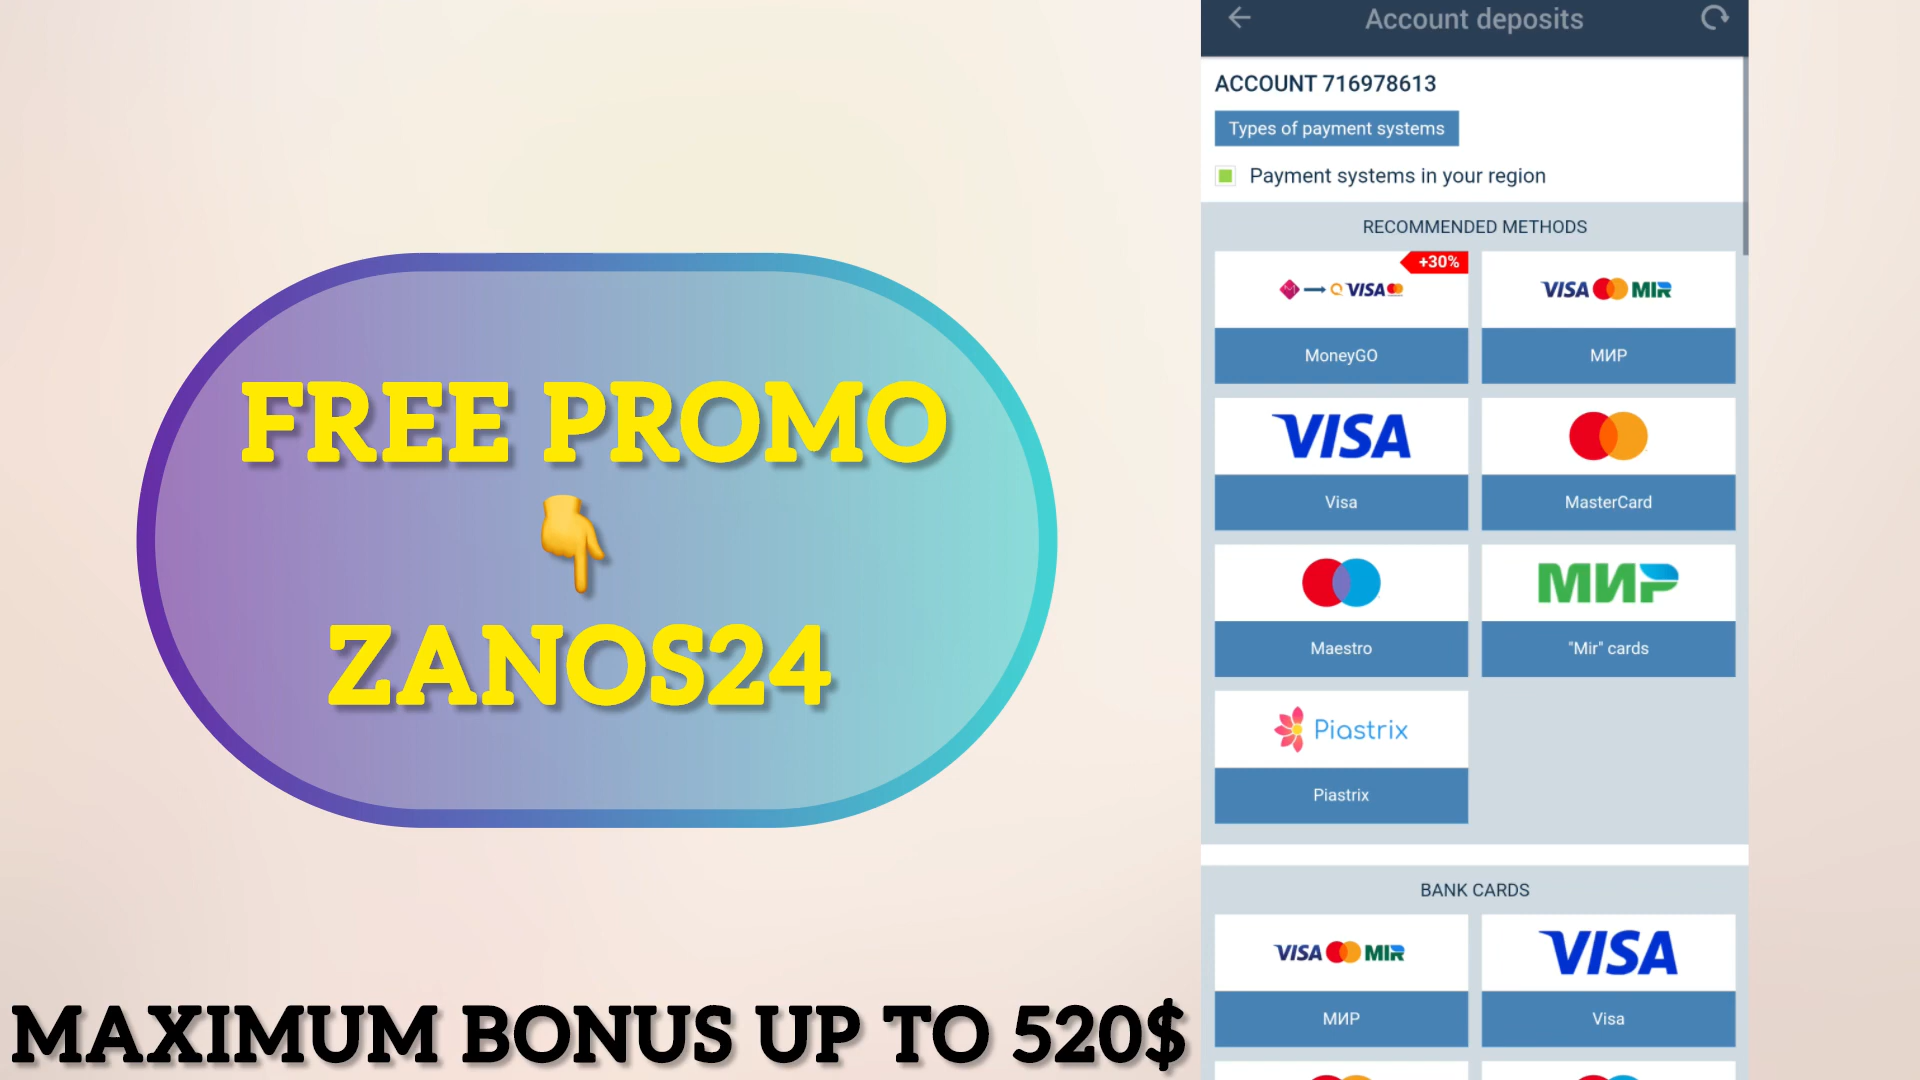 FREE PROMO
👇
ZANOS24
MAXIMUM BONUS UP TO 520$
Account deposits
ACCOUNT 716978613
Types of payment systems
Payment systems in your region
RECOMMENDED METHODS
+30%
VISA
MoneyGO
VISA MIR
МИР
VISA
Visa
MasterCard
Maestro
МИР
"Mir" cards
Piastrix
Piastrix
BANK CARDS
VISA MIR
МИР
VISA
Visa